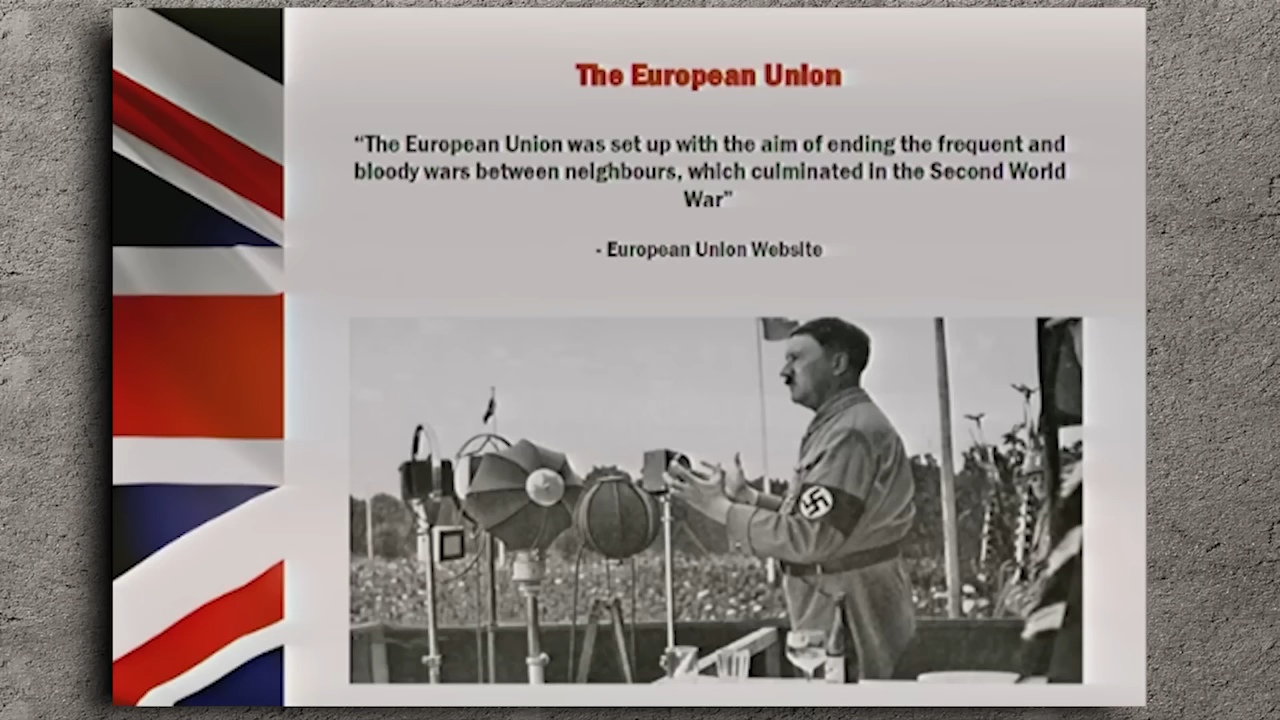 The European Union
“The European Union was set up with the aim of ending the frequent and
bloody wars between neighbours, which culminated in the Second World
War”
- European Union Website